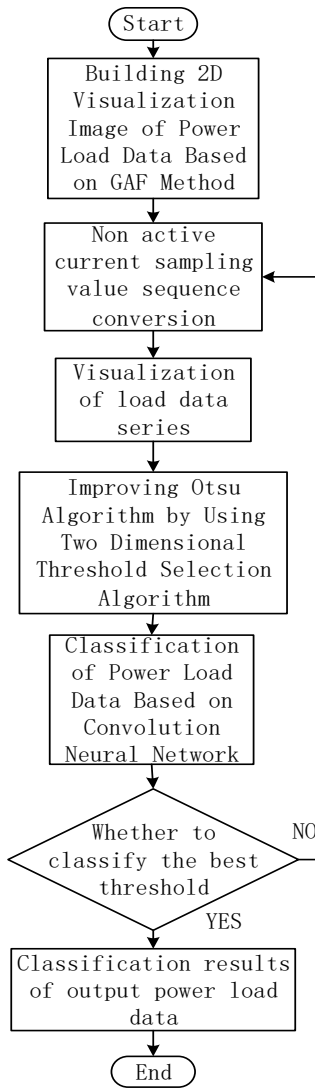 Start
Building 2D
Visualization
Image of Power
Load Data Based
on GAF Method
Non active
current sampling
value sequence
conversion
Visualization
of load data
series
Improving Otsu
Algorithm by Using
Two Dimensional
Threshold Selection
Algorithm
Classification
of Power Load
Data Based on
Convolution
Neural Network
Whether to
classify the best
threshold
NO
YES
Classification results
of output power load
data
End